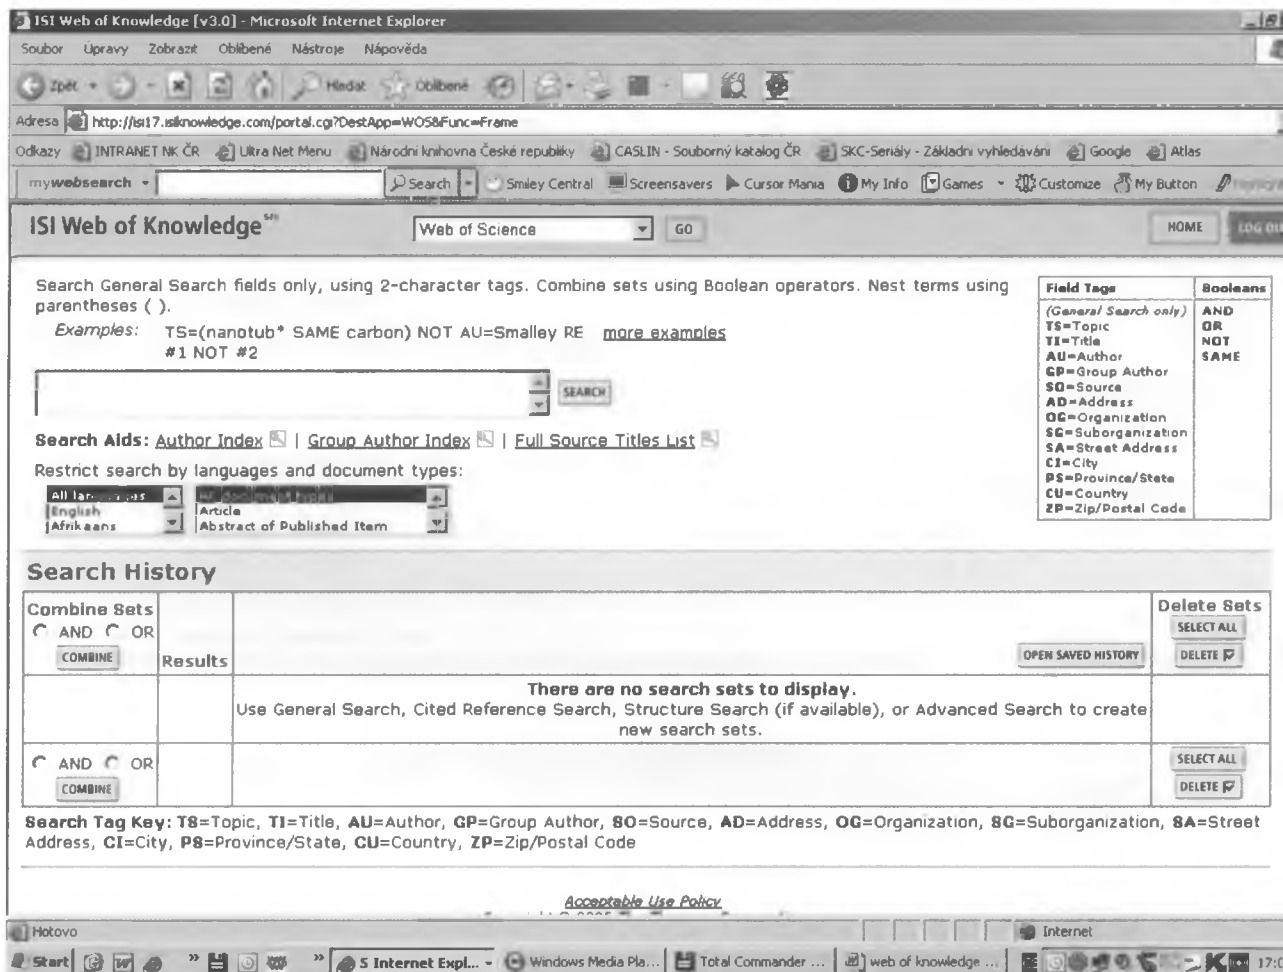 ISI Web of Knowledge [v3.0] - Microsoft Internet Explorer
Soubor Úpravy Zobrazit Oblíbené Nástroje Nápověda
Zpět Hledat Oblíbené
Adresa http://isi17.isiknowledge.com/portal.cgi?DestApp=WOS&Func=Frame
Odkazy INTRANET NK ČR Ultra Net Menu Národní knihovna České republiky CASLIN - Souborný katalog ČR SKC-Seriály - Základní vyhledávání Google Atlas
mywebsearch Search Smiley Central Screensavers Cursor Mania My Info Games Customize My Button
ISI Web of Knowledge SM Web of Science GO HOME LOG OU
Search General Search fields only, using 2-character tags. Combine sets using Boolean operators. Nest terms using
parentheses ( ).
Examples: TS=(nanotub* SAME carbon) NOT AU=Smalley RE more examples
#1 NOT #2
SEARCH
Search Aids: Author Index | Group Author Index | Full Source Titles List
Restrict search by languages and document types:
All languages All document types
English Article
Afrikaans Abstract of Published Item
Field Tags Booleans
(General Search only) AND
TS=Topic OR
TI=Title NOT
AU=Author SAME
GP=Group Author
SO=Source
AD=Address
OG=Organization
SG=Suborganization
SA=Street Address
CI=City
PS=Province/State
CU=Country
ZP=Zip/Postal Code
Search History
Combine Sets Delete Sets
AND OR SELECT ALL
COMBINE Results OPEN SAVED HISTORY DELETE
There are no search sets to display.
Use General Search, Cited Reference Search, Structure Search (if available), or Advanced Search to create
new search sets.
AND OR SELECT ALL
COMBINE DELETE
Search Tag Key: TS=Topic, TI=Title, AU=Author, GP=Group Author, SO=Source, AD=Address, OG=Organization, SG=Suborganization, SA=Street
Address, CI=City, PS=Province/State, CU=Country, ZP=Zip/Postal Code
Acceptable Use Policy
Hotovo Internet
Start 5 Internet Expl... Windows Media Pla... Total Commander ... web of knowledge ...